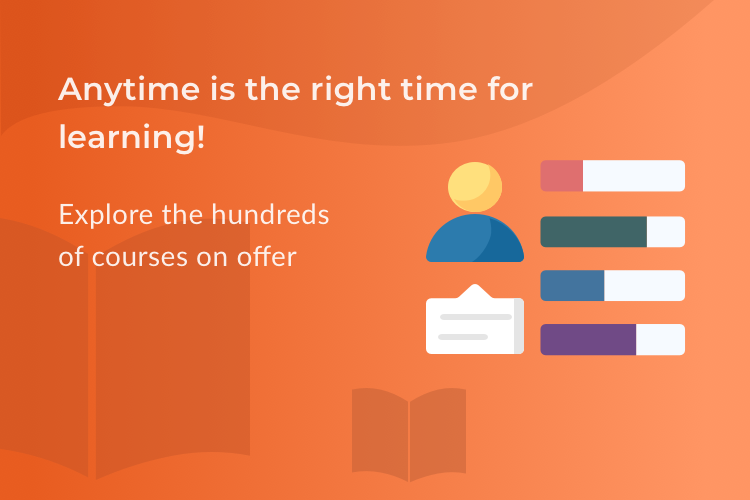 Anytime is the right time for
learning!
Explore the hundreds
of courses on offer